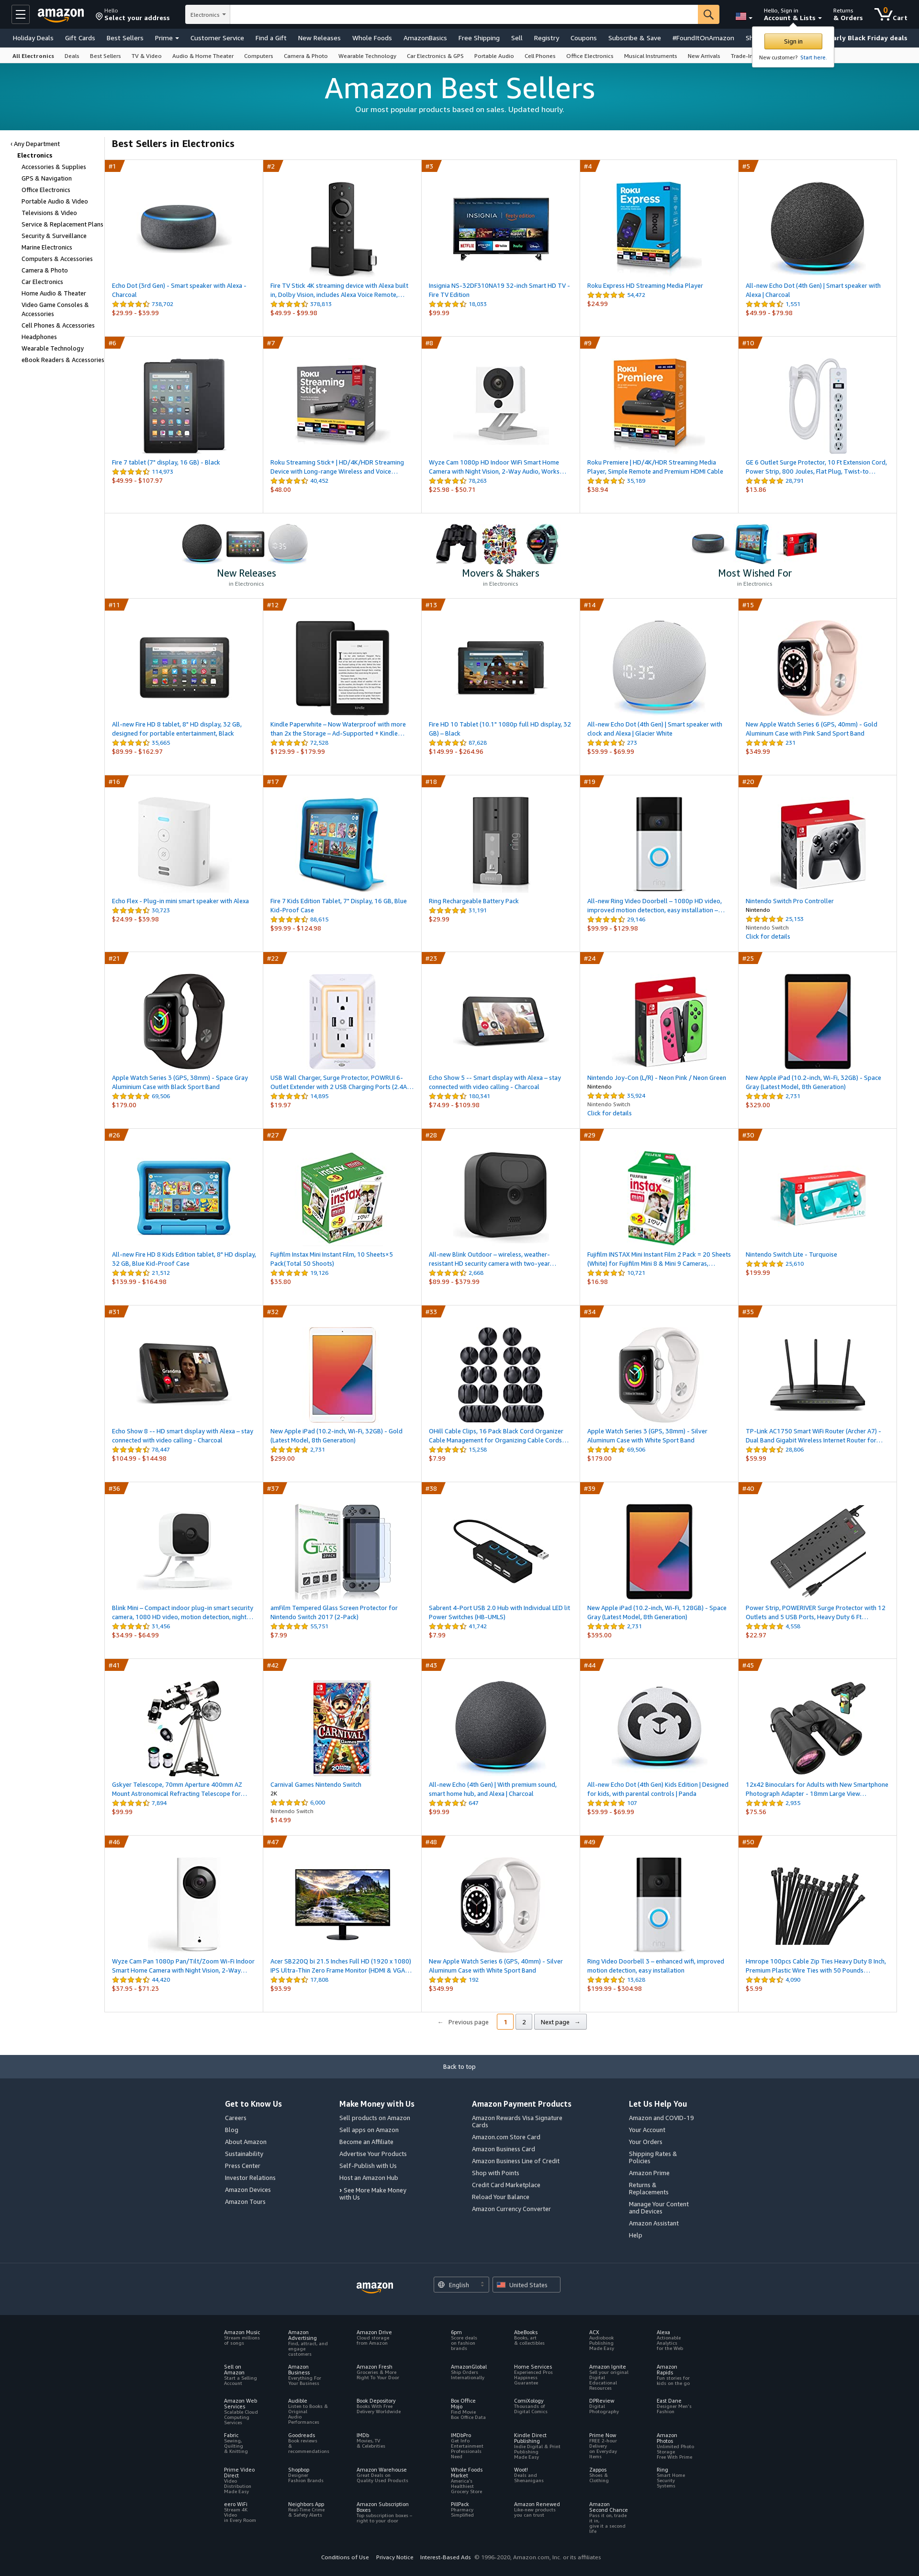 amazon
Hello
Select your address
Electronics
Hello, Sign in
Account & Lists
Returns
& Orders
0
Cart
Holiday Deals Gift Cards Best Sellers Prime Customer Service Find a Gift New Releases Whole Foods AmazonBasics Free Shipping Sell Registry Coupons Subscribe & Save #FoundItOnAmazon
Sign in
New customer? Start here.
All Electronics Deals Best Sellers TV & Video Audio & Home Theater Computers Camera & Photo Wearable Technology Car Electronics & GPS Portable Audio Cell Phones Office Electronics Musical Instruments New Arrivals Trade-In
Amazon Best Sellers
Our most popular products based on sales. Updated hourly.
‹ Any Department
Electronics
Accessories & Supplies
GPS & Navigation
Office Electronics
Portable Audio & Video
Televisions & Video
Service & Replacement Plans
Security & Surveillance
Marine Electronics
Computers & Accessories
Camera & Photo
Car Electronics
Home Audio & Theater
Video Game Consoles &
Accessories
Cell Phones & Accessories
Headphones
Wearable Technology
eBook Readers & Accessories
Best Sellers in Electronics
#1
Echo Dot (3rd Gen) - Smart speaker with Alexa -
Charcoal
738,702
$29.99 - $39.99
#2
Fire TV Stick 4K streaming device with Alexa built
in, Dolby Vision, includes Alexa Voice Remote,…
378,613
$49.99 - $99.98
#3
Insignia NS-32DF310NA19 32-inch Smart HD TV -
Fire TV Edition
18,033
$99.99
#4
Roku Express HD Streaming Media Player
54,472
$24.99
#5
All-new Echo Dot (4th Gen) | Smart speaker with
Alexa | Charcoal
1,551
$49.99 - $79.98
#6
Fire 7 tablet (7" display, 16 GB) - Black
114,973
$49.99 - $107.97
#7
Roku Streaming Stick+ | HD/4K/HDR Streaming
Device with Long-range Wireless and Voice…
40,452
$48.00
#8
Wyze Cam 1080p HD Indoor WiFi Smart Home
Camera with Night Vision, 2-Way Audio, Works…
78,263
$25.98 - $50.71
#9
Roku Premiere | HD/4K/HDR Streaming Media
Player, Simple Remote and Premium HDMI Cable
35,189
$38.94
#10
GE 6 Outlet Surge Protector, 10 Ft Extension Cord,
Power Strip, 800 Joules, Flat Plug, Twist-to…
28,791
$13.86
New Releases
in Electronics
Movers & Shakers
in Electronics
Most Wished For
in Electronics
#11
All-new Fire HD 8 tablet, 8" HD display, 32 GB,
designed for portable entertainment, Black
35,665
$89.99 - $162.97
#12
Kindle Paperwhite – Now Waterproof with more
than 2x the Storage – Ad-Supported + Kindle…
72,528
$129.99 - $179.99
#13
Fire HD 10 Tablet (10.1" 1080p full HD display, 32
GB) – Black
87,628
$149.99 - $264.96
#14
All-new Echo Dot (4th Gen) | Smart speaker with
clock and Alexa | Glacier White
273
$59.99 - $69.99
#15
New Apple Watch Series 6 (GPS, 40mm) - Gold
Aluminum Case with Pink Sand Sport Band
231
$349.99
#16
Echo Flex - Plug-in mini smart speaker with Alexa
30,723
$24.99 - $39.98
#17
Fire 7 Kids Edition Tablet, 7" Display, 16 GB, Blue
Kid-Proof Case
88,615
$99.99 - $124.98
#18
Ring Rechargeable Battery Pack
31,191
$29.99
#19
All-new Ring Video Doorbell – 1080p HD video,
improved motion detection, easy installation –…
29,146
$99.99 - $129.98
#20
Nintendo Switch Pro Controller
Nintendo
25,153
Nintendo Switch
Click for details
#21
Apple Watch Series 3 (GPS, 38mm) - Space Gray
Aluminium Case with Black Sport Band
69,506
$179.00
#22
USB Wall Charger, Surge Protector, POWRUI 6-
Outlet Extender with 2 USB Charging Ports (2.4A…
14,895
$19.97
#23
Echo Show 5 -- Smart display with Alexa – stay
connected with video calling - Charcoal
180,341
$74.99 - $109.98
#24
Nintendo Joy-Con (L/R) - Neon Pink / Neon Green
Nintendo
35,924
Nintendo Switch
Click for details
#25
New Apple iPad (10.2-inch, Wi-Fi, 32GB) - Space
Gray (Latest Model, 8th Generation)
2,731
$329.00
#26
All-new Fire HD 8 Kids Edition tablet, 8" HD display,
32 GB, Blue Kid-Proof Case
21,512
$139.99 - $164.98
#27
Fujifilm Instax Mini Instant Film, 10 Sheets×5
Pack(Total 50 Shoots)
19,126
$35.80
#28
All-new Blink Outdoor – wireless, weather-
resistant HD security camera with two-year…
2,668
$89.99 - $379.99
#29
Fujifilm INSTAX Mini Instant Film 2 Pack = 20 Sheets
(White) for Fujifilm Mini 8 & Mini 9 Cameras,…
10,721
$16.98
#30
Nintendo Switch Lite - Turquoise
25,610
$199.99
#31
Echo Show 8 -- HD smart display with Alexa – stay
connected with video calling - Charcoal
78,447
$104.99 - $144.98
#32
New Apple iPad (10.2-inch, Wi-Fi, 32GB) - Gold
(Latest Model, 8th Generation)
2,731
$299.00
#33
OHill Cable Clips, 16 Pack Black Cord Organizer
Cable Management for Organizing Cable Cords…
15,258
$7.99
#34
Apple Watch Series 3 (GPS, 38mm) - Silver
Aluminum Case with White Sport Band
69,506
$179.00
#35
TP-Link AC1750 Smart WiFi Router (Archer A7) -
Dual Band Gigabit Wireless Internet Router for…
28,806
$59.99
#36
Blink Mini – Compact indoor plug-in smart security
camera, 1080 HD video, motion detection, night…
31,456
$34.99 - $64.99
#37
amFilm Tempered Glass Screen Protector for
Nintendo Switch 2017 (2-Pack)
55,751
$7.99
#38
Sabrent 4-Port USB 2.0 Hub with Individual LED lit
Power Switches (HB-UMLS)
41,742
$7.99
#39
New Apple iPad (10.2-inch, Wi-Fi, 128GB) - Space
Gray (Latest Model, 8th Generation)
2,731
$395.00
#40
Power Strip, POWERIVER Surge Protector with 12
Outlets and 5 USB Ports, Heavy Duty 6 Ft…
4,558
$22.97
#41
Gskyer Telescope, 70mm Aperture 400mm AZ
Mount Astronomical Refracting Telescope for…
7,894
$99.99
#42
Carnival Games Nintendo Switch
2K
6,000
Nintendo Switch
$14.99
#43
All-new Echo (4th Gen) | With premium sound,
smart home hub, and Alexa | Charcoal
647
$99.99
#44
All-new Echo Dot (4th Gen) Kids Edition | Designed
for kids, with parental controls | Panda
107
$59.99 - $69.99
#45
12x42 Binoculars for Adults with New Smartphone
Photograph Adapter - 18mm Large View…
2,935
$75.56
#46
Wyze Cam Pan 1080p Pan/Tilt/Zoom Wi-Fi Indoor
Smart Home Camera with Night Vision, 2-Way…
44,420
$37.95 - $71.23
#47
Acer SB220Q bi 21.5 Inches Full HD (1920 x 1080)
IPS Ultra-Thin Zero Frame Monitor (HDMI & VGA…
17,608
$93.99
#48
New Apple Watch Series 6 (GPS, 40mm) - Silver
Aluminum Case with White Sport Band
192
$349.99
#49
Ring Video Doorbell 3 – enhanced wifi, improved
motion detection, easy installation
13,628
$199.99 - $304.98
#50
Hmrope 100pcs Cable Zip Ties Heavy Duty 8 Inch,
Premium Plastic Wire Ties with 50 Pounds…
4,090
$5.99
← Previous page 1 2 Next page →
Back to top
Get to Know Us
Careers
Blog
About Amazon
Sustainability
Press Center
Investor Relations
Amazon Devices
Amazon Tours
Make Money with Us
Sell products on Amazon
Sell apps on Amazon
Become an Affiliate
Advertise Your Products
Self-Publish with Us
Host an Amazon Hub
› See More Make Money
with Us
Amazon Payment Products
Amazon Rewards Visa Signature
Cards
Amazon.com Store Card
Amazon Business Card
Amazon Business Line of Credit
Shop with Points
Credit Card Marketplace
Reload Your Balance
Amazon Currency Converter
Let Us Help You
Amazon and COVID-19
Your Account
Your Orders
Shipping Rates &
Policies
Amazon Prime
Returns &
Replacements
Manage Your Content
and Devices
Amazon Assistant
Help
amazon
English
United States
Amazon Music
Stream millions
of songs
Amazon
Advertising
Find, attract, and
engage
customers
Amazon Drive
Cloud storage
from Amazon
6pm
Score deals
on fashion
brands
AbeBooks
Books, art
& collectibles
ACX
Audiobook
Publishing
Made Easy
Alexa
Actionable
Analytics
for the Web
Sell on
Amazon
Start a Selling
Account
Amazon
Business
Everything For
Your Business
Amazon Fresh
Groceries & More
Right To Your Door
AmazonGlobal
Ship Orders
Internationally
Home Services
Experienced Pros
Happiness
Guarantee
Amazon Ignite
Sell your original
Digital
Educational
Resources
Amazon
Rapids
Fun stories for
kids on the go
Amazon Web
Services
Scalable Cloud
Computing
Services
Audible
Listen to Books &
Original
Audio
Performances
Book Depository
Books With Free
Delivery Worldwide
Box Office
Mojo
Find Movie
Box Office Data
ComiXology
Thousands of
Digital Comics
DPReview
Digital
Photography
East Dane
Designer Men's
Fashion
Fabric
Sewing,
Quilting
& Knitting
Goodreads
Book reviews
&
recommendations
IMDb
Movies, TV
& Celebrities
IMDbPro
Get Info
Entertainment
Professionals
Need
Kindle Direct
Publishing
Indie Digital & Print
Publishing
Made Easy
Prime Now
FREE 2-hour
Delivery
on Everyday
Items
Amazon
Photos
Unlimited Photo
Storage
Free With Prime
Prime Video
Direct
Video
Distribution
Made Easy
Shopbop
Designer
Fashion Brands
Amazon Warehouse
Great Deals on
Quality Used Products
Whole Foods
Market
America's
Healthiest
Grocery Store
Woot!
Deals and
Shenanigans
Zappos
Shoes &
Clothing
Ring
Smart Home
Security
Systems
eero WiFi
Stream 4K
Video
in Every Room
Neighbors App
Real-Time Crime
& Safety Alerts
Amazon Subscription
Boxes
Top subscription boxes –
right to your door
PillPack
Pharmacy
Simplified
Amazon Renewed
Like-new products
you can trust
Amazon
Second Chance
Pass it on, trade
it in,
give it a second
life
Conditions of Use Privacy Notice Interest-Based Ads © 1996-2020, Amazon.com, Inc. or its affiliates